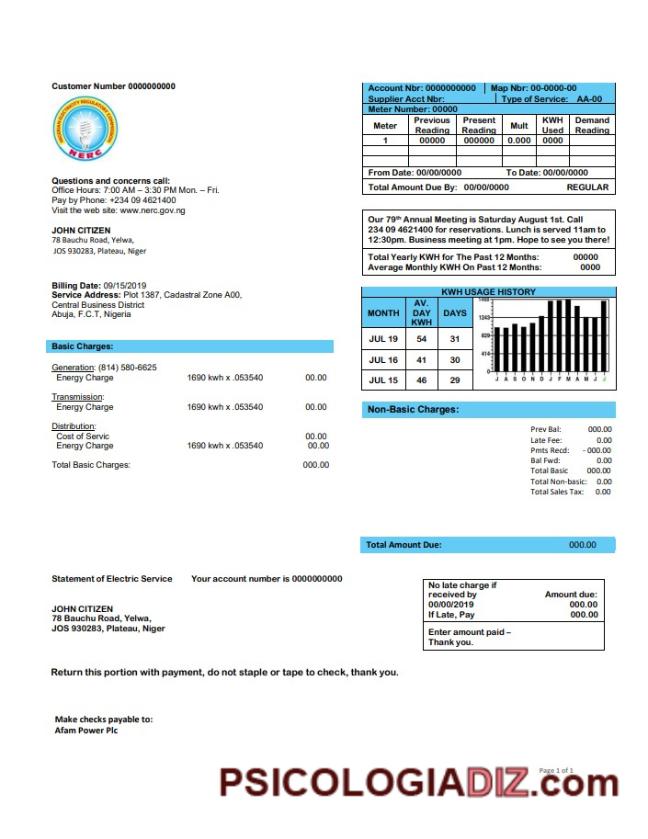 Customer Number 0000000000
NIGERIAN ELECTRICITY REGULATORY COMMISSION
NERC
Questions and concerns call:
Office Hours: 7:00 AM – 3:30 PM Mon. – Fri.
Pay by Phone: +234 09 4621400
Visit the web site: www.nerc.gov.ng
JOHN CITIZEN
78 Bauchu Road, Yelwa,
JOS 930283, Plateau, Niger
Billing Date: 09/15/2019
Service Address: Plot 1387, Cadastral Zone A00,
Central Business District
Abuja, F.C.T, Nigeria
Basic Charges:
Generation: (814) 580-6625
Energy Charge 1690 kwh x .053540 00.00
Transmission:
Energy Charge 1690 kwh x .053540 00.00
Distribution:
Cost of Servic 00.00
Energy Charge 1690 kwh x .053540 00.00
Total Basic Charges: 000.00
Account Nbr: 0000000000 Map Nbr: 00-0000-00
Supplier Acct Nbr: Type of Service: AA-00
Meter Number: 00000
Meter Previous Reading Present Reading Mult KWH Used Demand Reading
1 00000 000000 0.000 0000
From Date: 00/00/0000 To Date: 00/00/0000
Total Amount Due By: 00/00/0000 REGULAR
Our 79th Annual Meeting is Saturday August 1st. Call
234 09 4621400 for reservations. Lunch is served 11am to
12:30pm. Business meeting at 1pm. Hope to see you there!
Total Yearly KWH for The Past 12 Months: 00000
Average Monthly KWH On Past 12 Months: 0000
KWH USAGE HISTORY
MONTH AV. DAY KWH DAYS
JUL 19 54 31
JUL 16 41 30
JUL 15 46 29
1243
829
414
0
J A S O N D J F M A M J J
Non-Basic Charges:
Prev Bal: 000.00
Late Fee: 0.00
Pmts Recd: - 000.00
Bal Fwd: 0.00
Total Basic 000.00
Total Non-basic: 0.00
Total Sales Tax: 0.00
Total Amount Due: 000.00
Statement of Electric Service Your account number is 0000000000
JOHN CITIZEN
78 Bauchu Road, Yelwa,
JOS 930283, Plateau, Niger
No late charge if
received by Amount due:
00/00/2019 000.00
If Late, Pay 000.00
Enter amount paid –
Thank you.
Return this portion with payment, do not staple or tape to check, thank you.
Make checks payable to:
Afam Power Plc
Page 1 of 1
PSICOLOGIADIZ.com